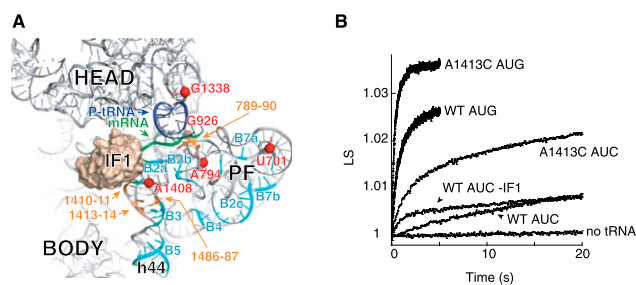 A
HEAD
G1338
P-tRNA
mRNA
G926
789-90
B7a
IF1
B2a
B2b
PF
U701
A794
A1408
1410-11
1413-14
B3
B2c
B7b
B4
BODY
B5
1486-87
h44
B
LS
1.03
1.02
1.01
1
A1413C AUG
WT AUG
A1413C AUC
WT AUC -IF1
WT AUC
no tRNA
0
10
20
Time (s)